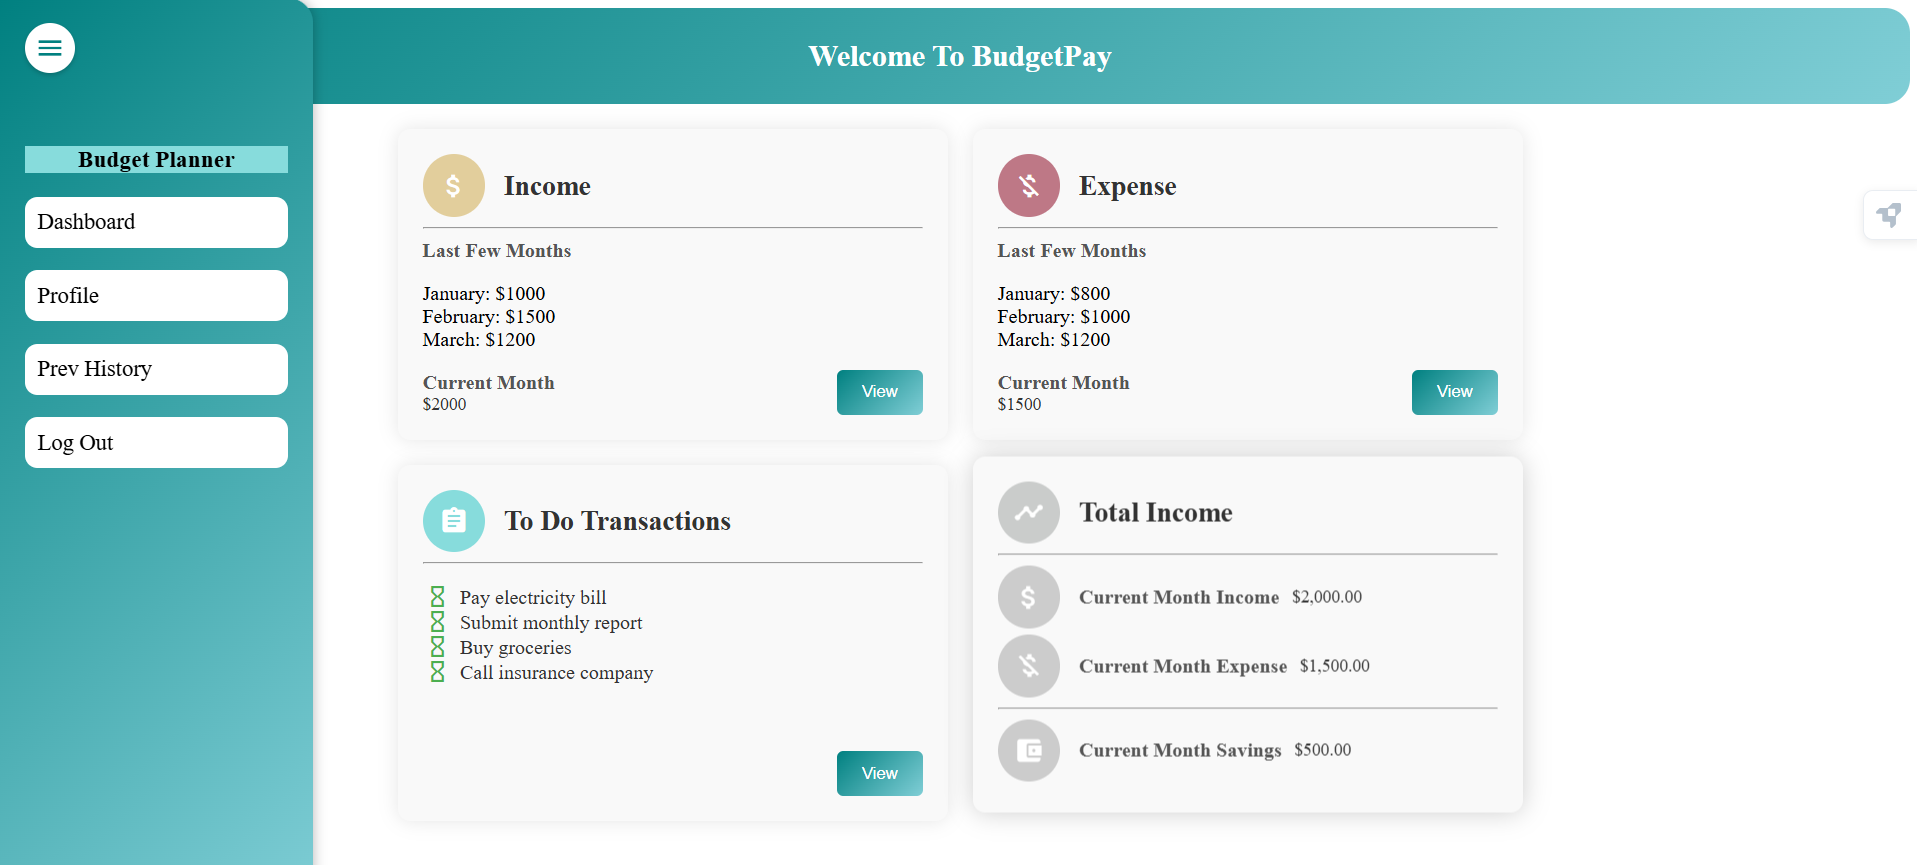 Welcome To BudgetPay
Budget Planner
Dashboard
Profile
Prev History
Log Out
Income
Last Few Months
January: $1000
February: $1500
March: $1200
Current Month
$2000
View
Expense
Last Few Months
January: $800
February: $1000
March: $1200
Current Month
$1500
View
To Do Transactions
Pay electricity bill
Submit monthly report
Buy groceries
Call insurance company
View
Total Income
Current Month Income $2,000.00
Current Month Expense $1,500.00
Current Month Savings $500.00